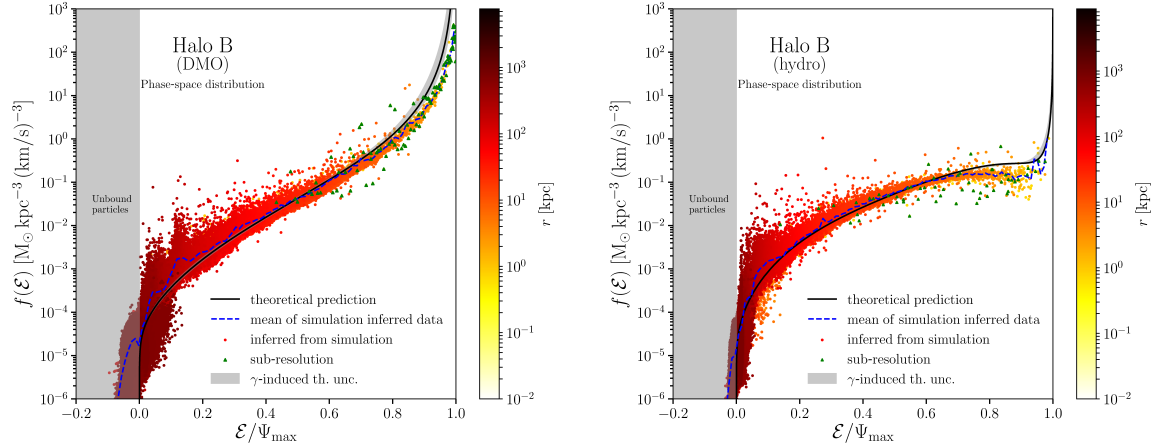 Halo B
(DMO)
Phase-space distribution
Unbound
particles
theoretical prediction
mean of simulation inferred data
inferred from simulation
sub-resolution
γ-induced th. unc.
f(ℰ) [M⊙ kpc⁻³ (km/s)⁻³]
10³
10²
10¹
10⁰
10⁻¹
10⁻²
10⁻³
10⁻⁴
10⁻⁵
10⁻⁶
−0.2 0.0 0.2 0.4 0.6 0.8 1.0
ℰ/Ψmax
10³
10²
10¹
10⁰
10⁻¹
10⁻²
r [kpc]
Halo B
(hydro)
Phase-space distribution
Unbound
particles
theoretical prediction
mean of simulation inferred data
inferred from simulation
sub-resolution
γ-induced th. unc.
f(ℰ) [M⊙ kpc⁻³ (km/s)⁻³]
10³
10²
10¹
10⁰
10⁻¹
10⁻²
10⁻³
10⁻⁴
10⁻⁵
10⁻⁶
−0.2 0.0 0.2 0.4 0.6 0.8 1.0
ℰ/Ψmax
10³
10²
10¹
10⁰
10⁻¹
10⁻²
r [kpc]